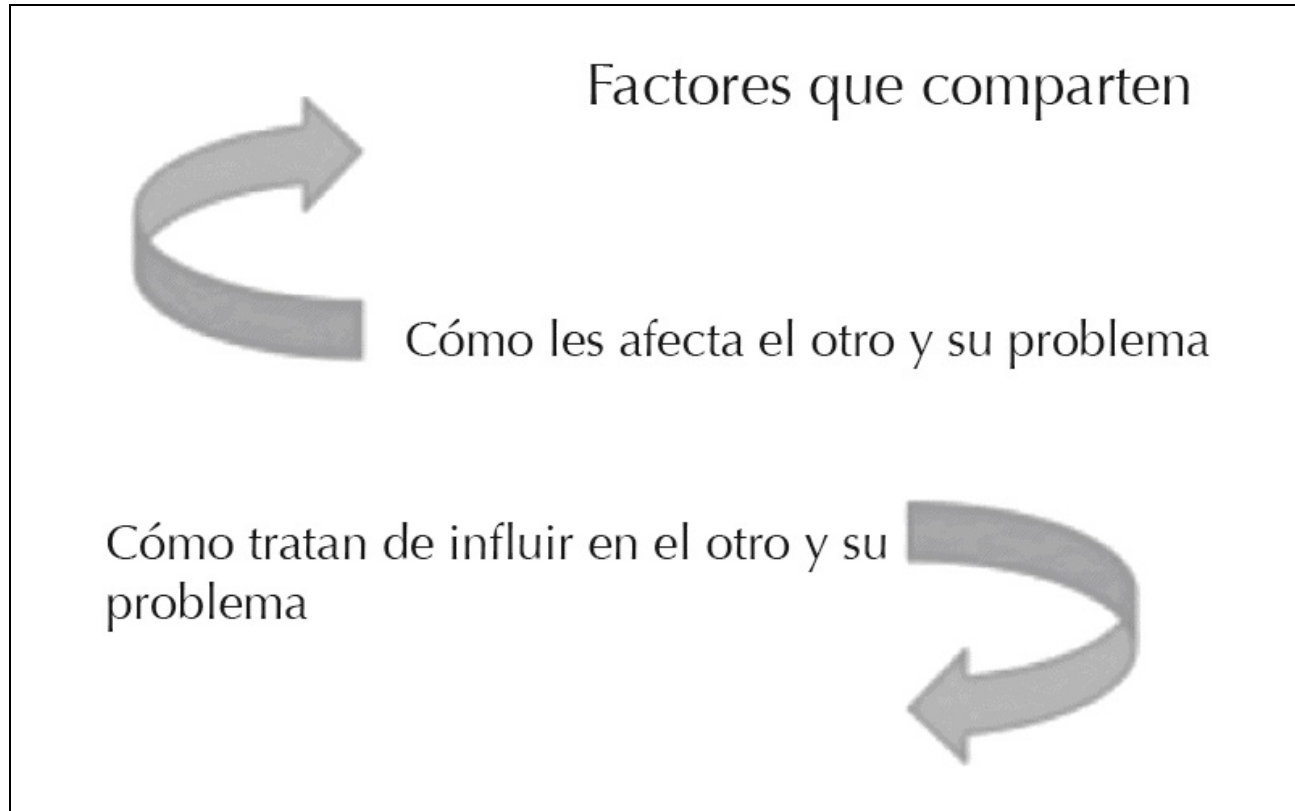 Factores que comparten
Cómo les afecta el otro y su problema
Cómo tratan de influir en el otro y su
problema